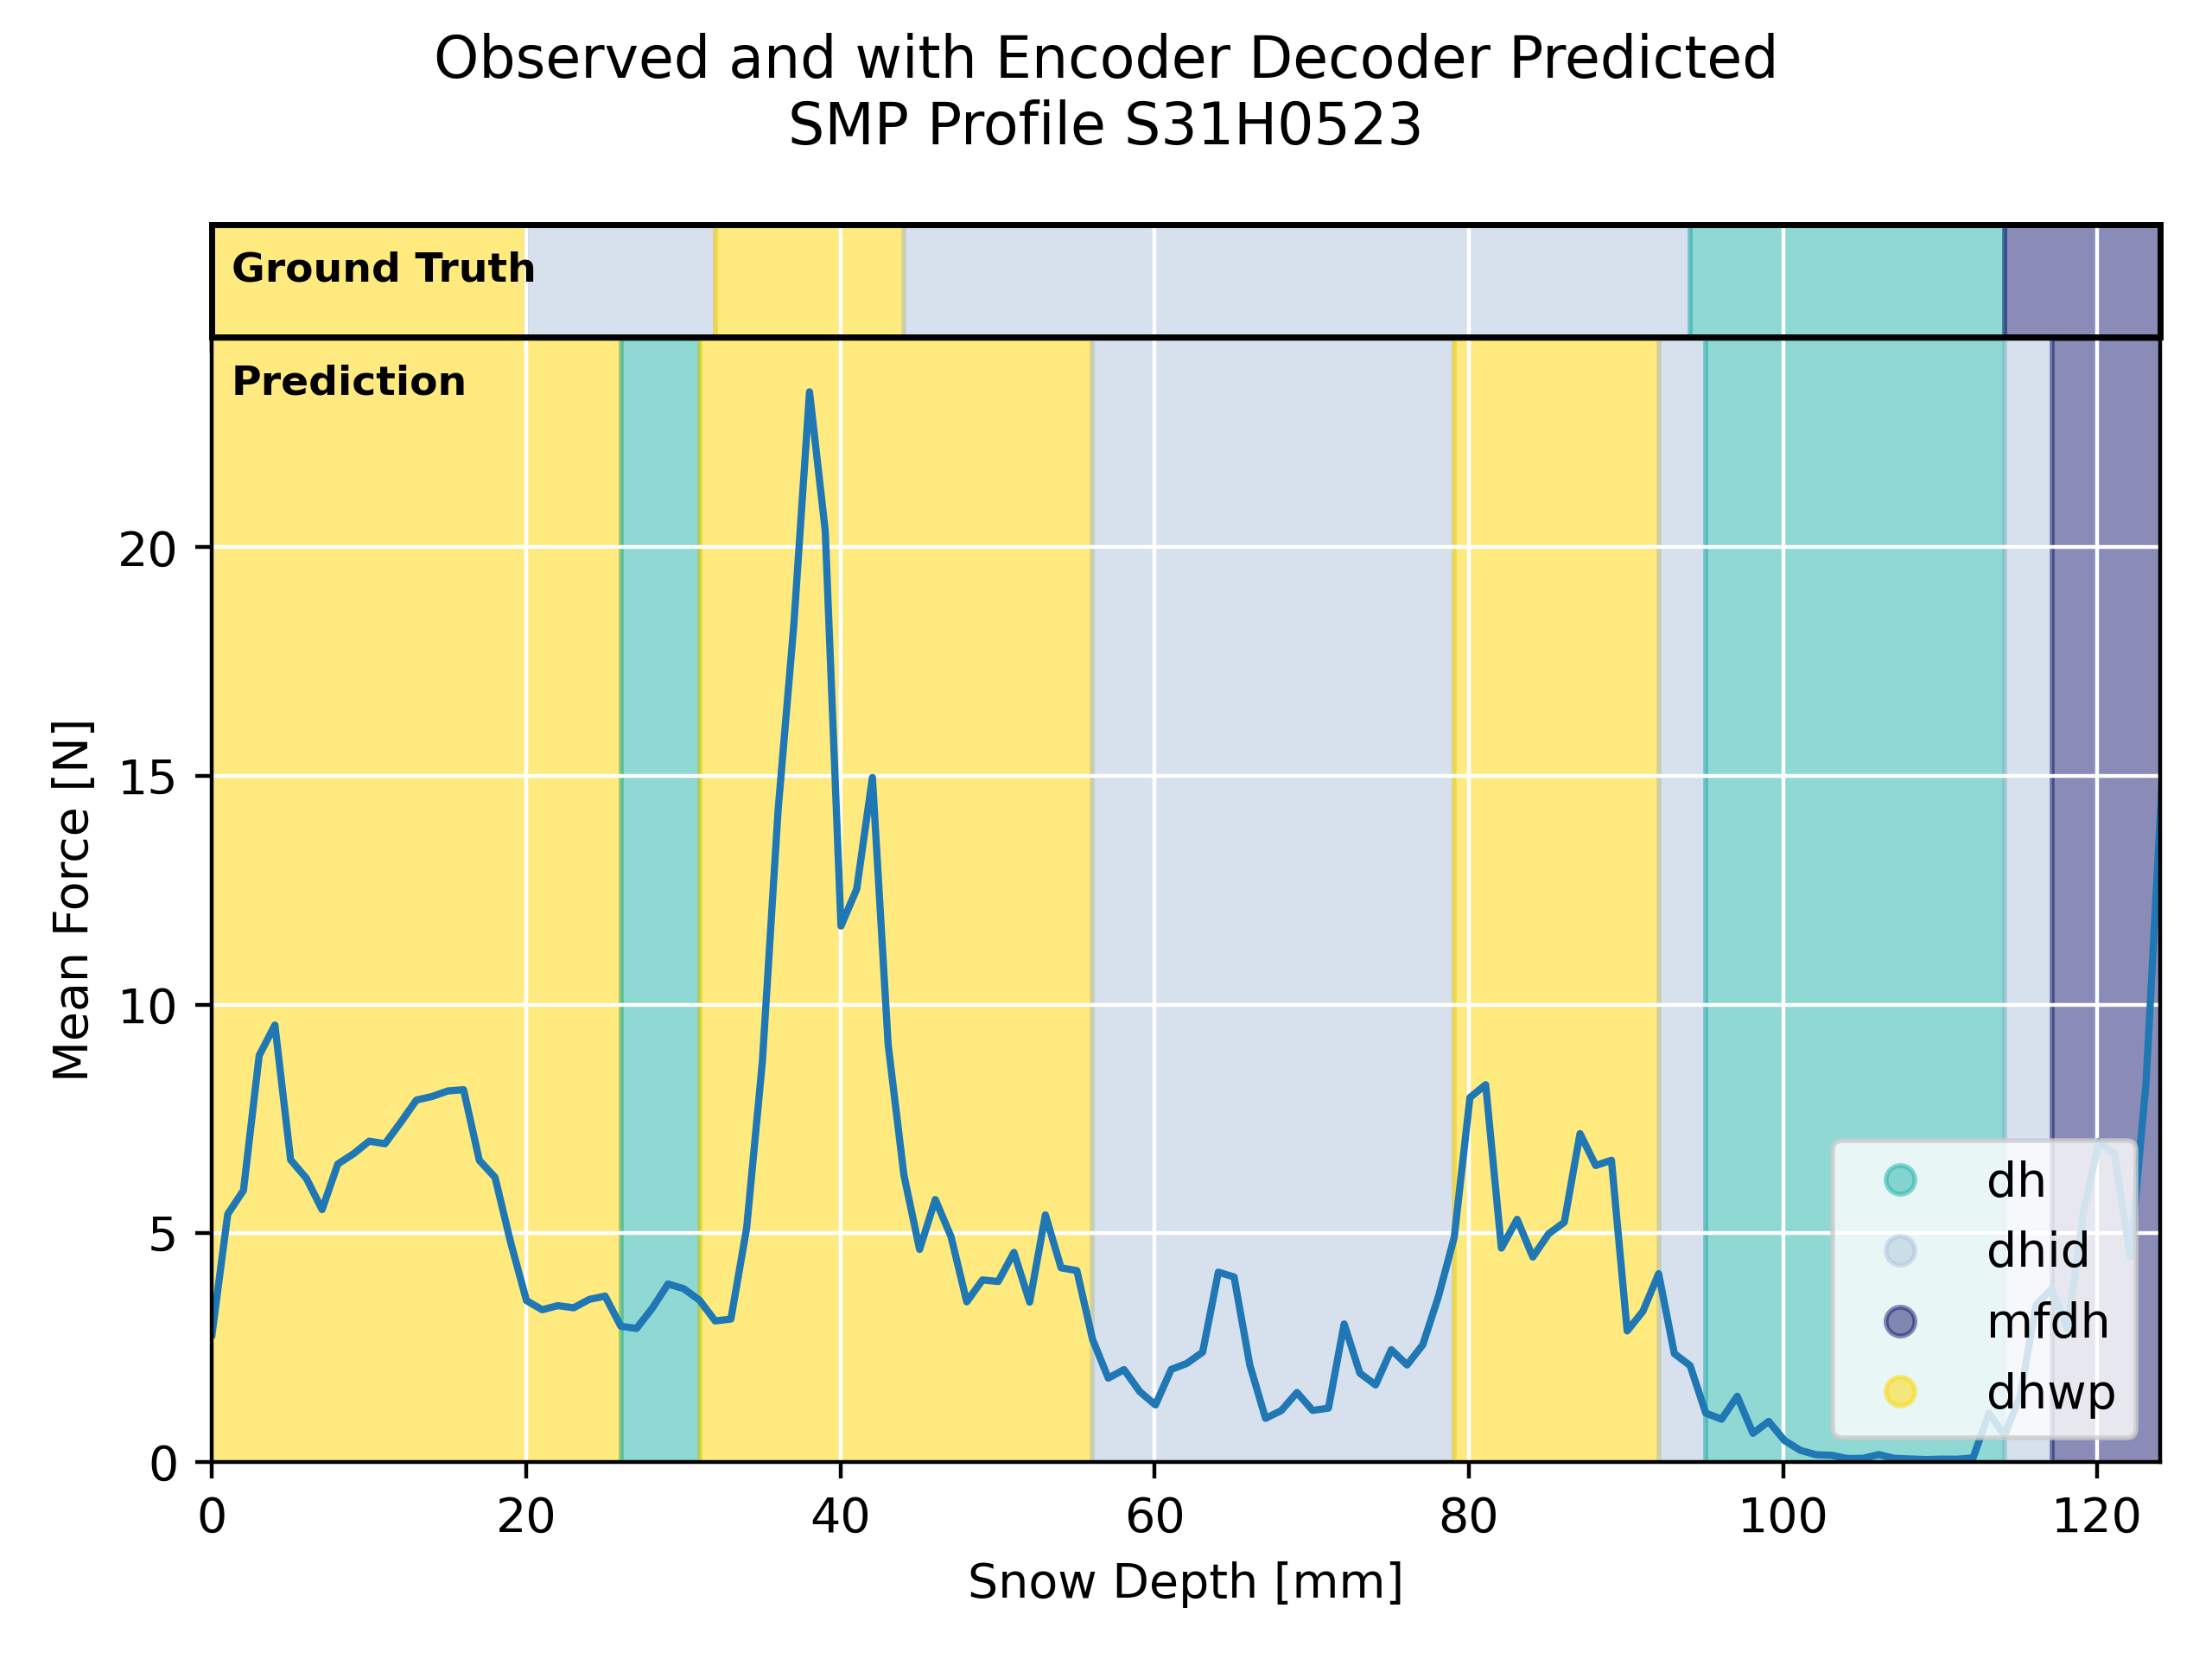 Observed and with Encoder Decoder Predicted
SMP Profile S31H0523
Ground Truth
Prediction
Mean Force [N]
20
15
10
5
0
dh
dhid
mfdh
dhwp
0 20 40 60 80 100 120
Snow Depth [mm]